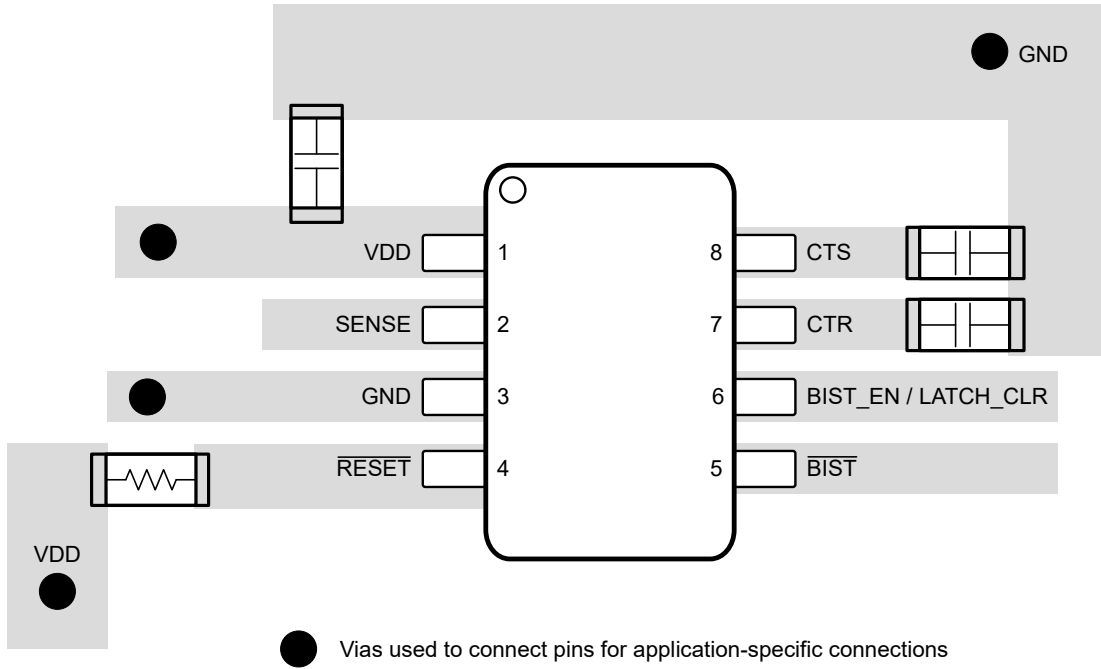 GND
VDD 1 8 CTS
SENSE 2 7 CTR
GND 3 6 BIST_EN / LATCH_CLR
RESET 4 5 BIST
VDD
Vias used to connect pins for application-specific connections